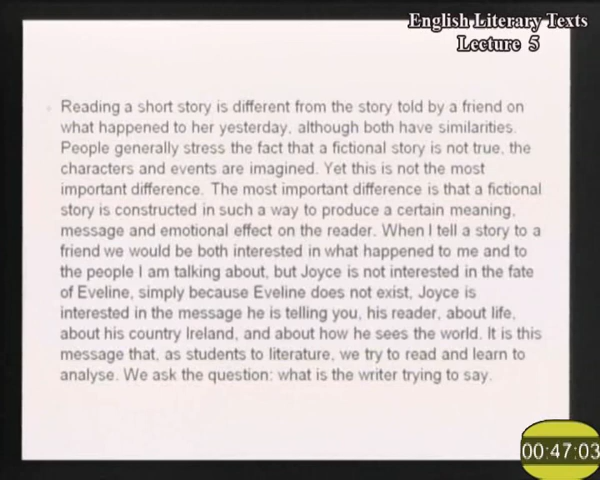 English Literary Texts
Lecture 5
Reading a short story is different from the story told by a friend on
what happened to her yesterday, although both have similarities.
People generally stress the fact that a fictional story is not true, the
characters and events are imagined. Yet this is not the most
important difference. The most important difference is that a fictional
story is constructed in such a way to produce a certain meaning,
message and emotional effect on the reader. When I tell a story to a
friend we would be both interested in what happened to me and to
the people I am talking about, but Joyce is not interested in the fate
of Eveline, simply because Eveline does not exist, Joyce is
interested in the message he is telling you, his reader, about life,
about his country Ireland, and about how he sees the world. It is this
message that, as students to literature, we try to read and learn to
analyse. We ask the question: what is the writer trying to say.
00:47:03